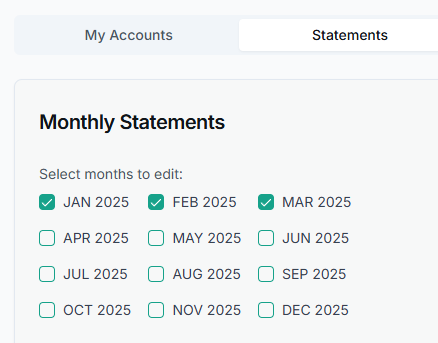 My Accounts Statements
Monthly Statements
Select months to edit:
JAN 2025 FEB 2025 MAR 2025
APR 2025 MAY 2025 JUN 2025
JUL 2025 AUG 2025 SEP 2025
OCT 2025 NOV 2025 DEC 2025